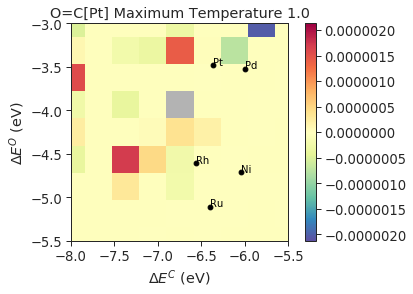 O=C[Pt] Maximum Temperature 1.0
−3.0
−3.5
−4.0
−4.5
−5.0
−5.5
ΔE^O (eV)
Pt
Pd
Rh
Ni
Ru
−8.0 −7.5 −7.0 −6.5 −6.0 −5.5
ΔE^C (eV)
0.0000020
0.0000015
0.0000010
0.0000005
0.0000000
−0.0000005
−0.0000010
−0.0000015
−0.0000020